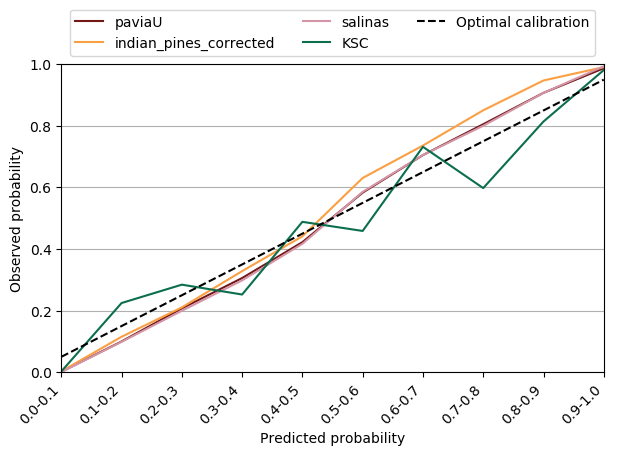 paviaU
indian_pines_corrected
salinas
KSC
Optimal calibration
Observed probability
1.0
0.8
0.6
0.4
0.2
0.0
0.0-0.1
0.1-0.2
0.2-0.3
0.3-0.4
0.4-0.5
0.5-0.6
0.6-0.7
0.7-0.8
0.8-0.9
0.9-1.0
Predicted probability